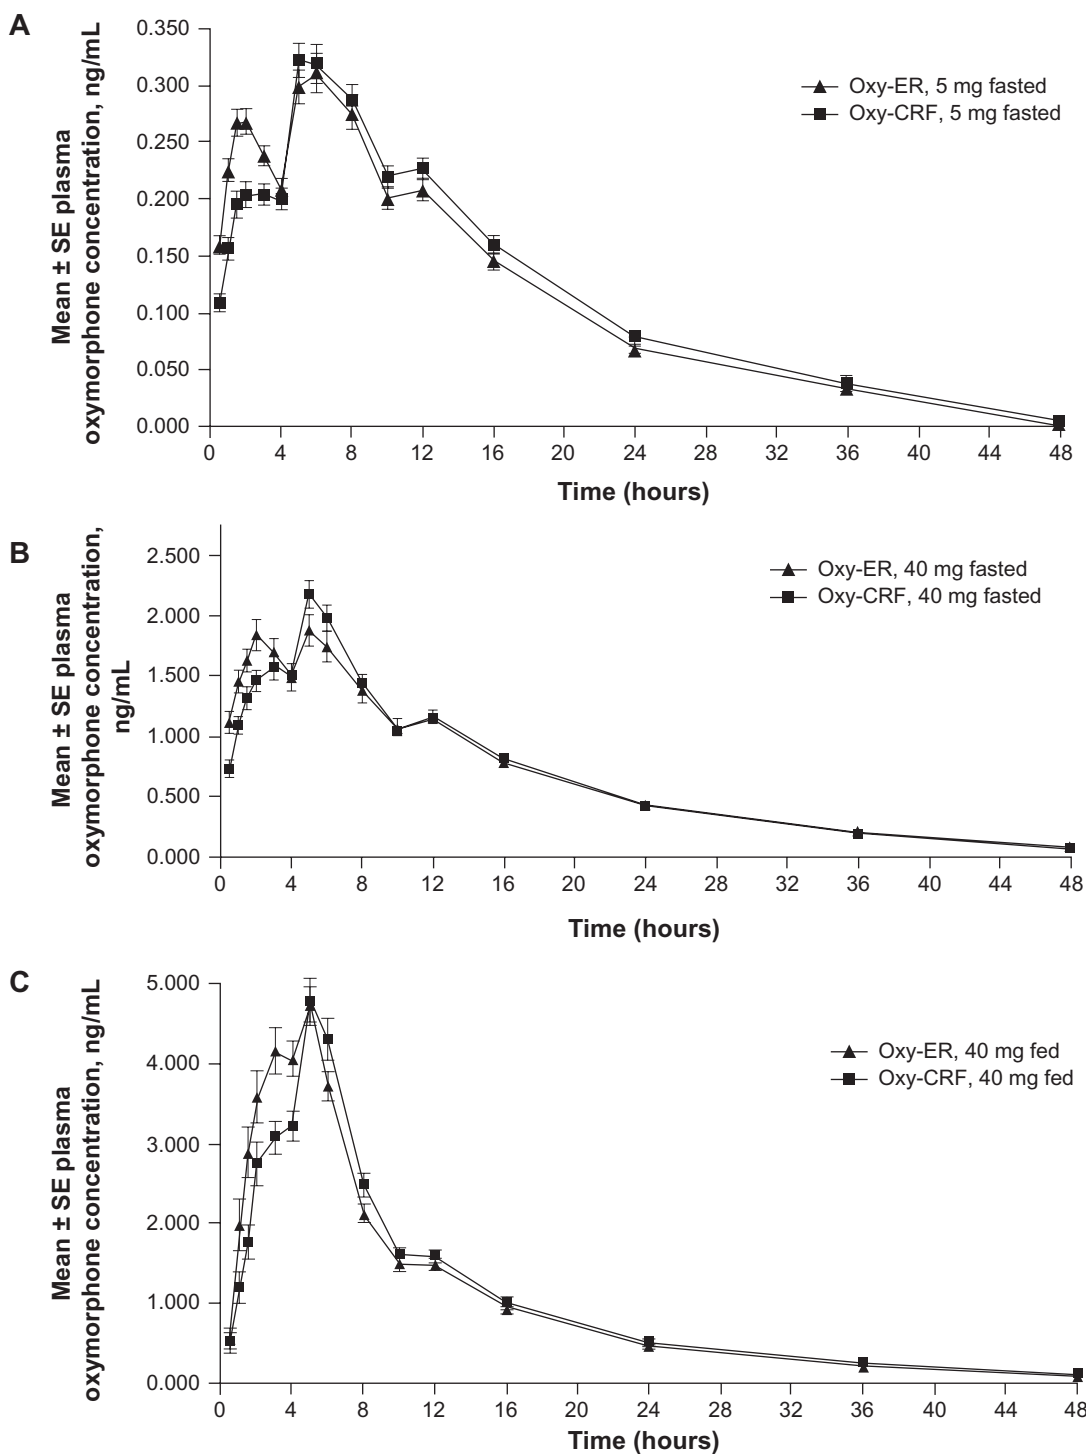 A
Mean ± SE plasma
oxymorphone concentration, ng/mL
0.350
0.300
0.250
0.200
0.150
0.100
0.050
0.000
Oxy-ER, 5 mg fasted
Oxy-CRF, 5 mg fasted
0 4 8 12 16 20 24 28 32 36 40 44 48
Time (hours)
B
Mean ± SE plasma
oxymorphone concentration,
ng/mL
2.500
2.000
1.500
1.000
0.500
0.000
Oxy-ER, 40 mg fasted
Oxy-CRF, 40 mg fasted
0 4 8 12 16 20 24 28 32 36 40 44 48
Time (hours)
C
Mean ± SE plasma
oxymorphone concentration, ng/mL
5.000
4.000
3.000
2.000
1.000
0.000
Oxy-ER, 40 mg fed
Oxy-CRF, 40 mg fed
0 4 8 12 16 20 24 28 32 36 40 44 48
Time (hours)